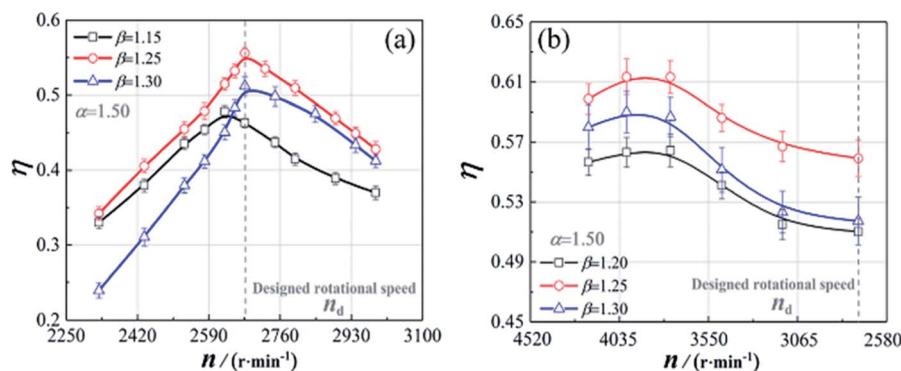 (a)
β=1.15
β=1.25
β=1.30
α=1.50
η
0.6
0.5
0.4
0.3
0.2
Designed rotational speed
n_d
2250 2420 2590 2760 2930 3100
n / (r·min⁻¹)
(b)
η
0.65
0.61
0.57
0.53
0.49
0.45
α=1.50
β=1.20
β=1.25
β=1.30
Designed rotational speed
n_d
4520 4035 3550 3065 2580
n / (r·min⁻¹)